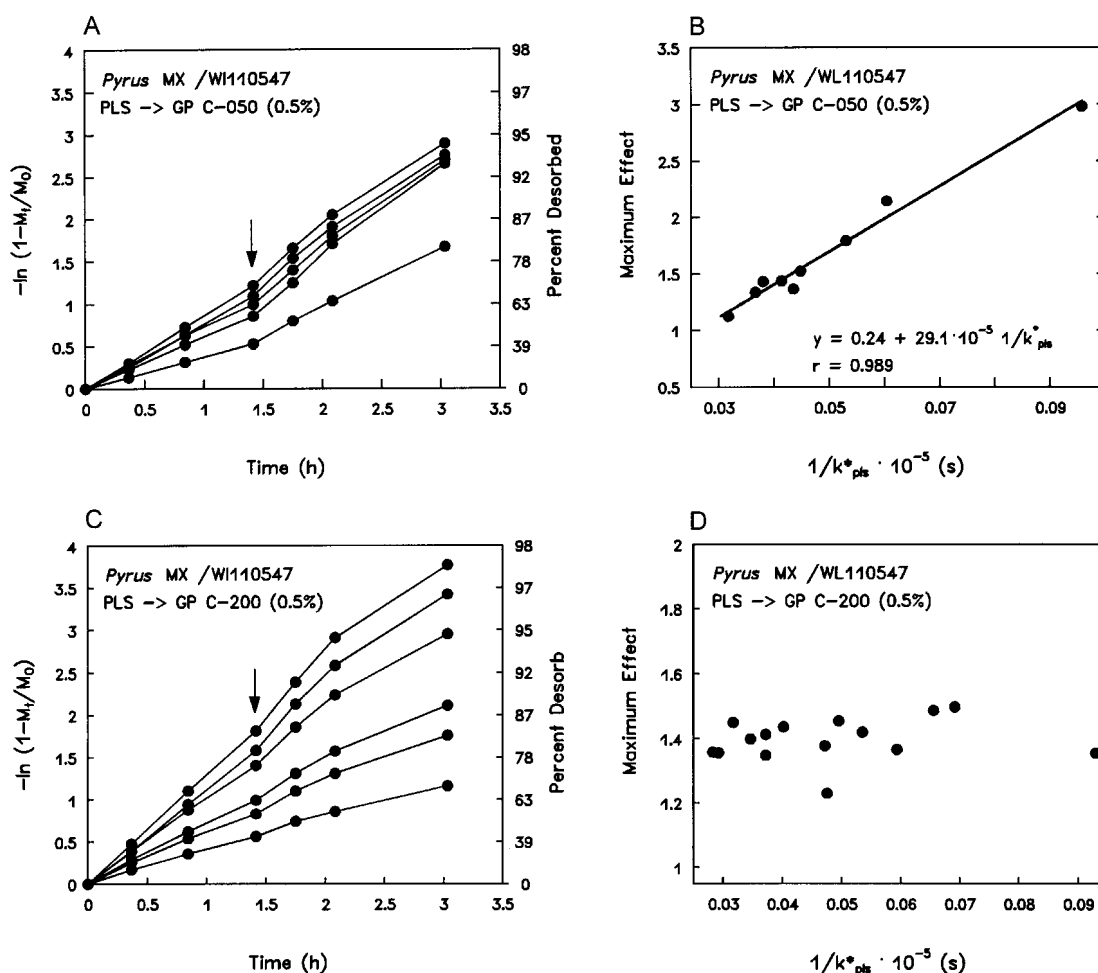 A
Pyrus MX /WI110547
PLS -> GP C-050 (0.5%)
-ln (1-Mt/M0)
4
3.5
3
2.5
2
1.5
1
0.5
0
98
97
95
92
87
78
63
39
0
Percent Desorbed
0 0.5 1 1.5 2 2.5 3 3.5
Time (h)
B
Pyrus MX /WL110547
PLS -> GP C-050 (0.5%)
Maximum Effect
3.5
3
2.5
2
1.5
1
0.5
y = 0.24 + 29.1·10⁻⁵ 1/k*pls
r = 0.989
0.03 0.05 0.07 0.09
1/k*pls · 10⁻⁵ (s)
C
Pyrus MX /WI110547
PLS -> GP C-200 (0.5%)
-ln (1-Mt/M0)
4
3.5
3
2.5
2
1.5
1
0.5
0
98
97
95
92
87
78
63
39
0
Percent Desorb
0 0.5 1 1.5 2 2.5 3 3.5
Time (h)
D
Pyrus MX /WL110547
PLS -> GP C-200 (0.5%)
Maximum Effect
2
1.8
1.6
1.4
1.2
1
0.03 0.04 0.05 0.06 0.07 0.08 0.09
1/k*pls · 10⁻⁵ (s)